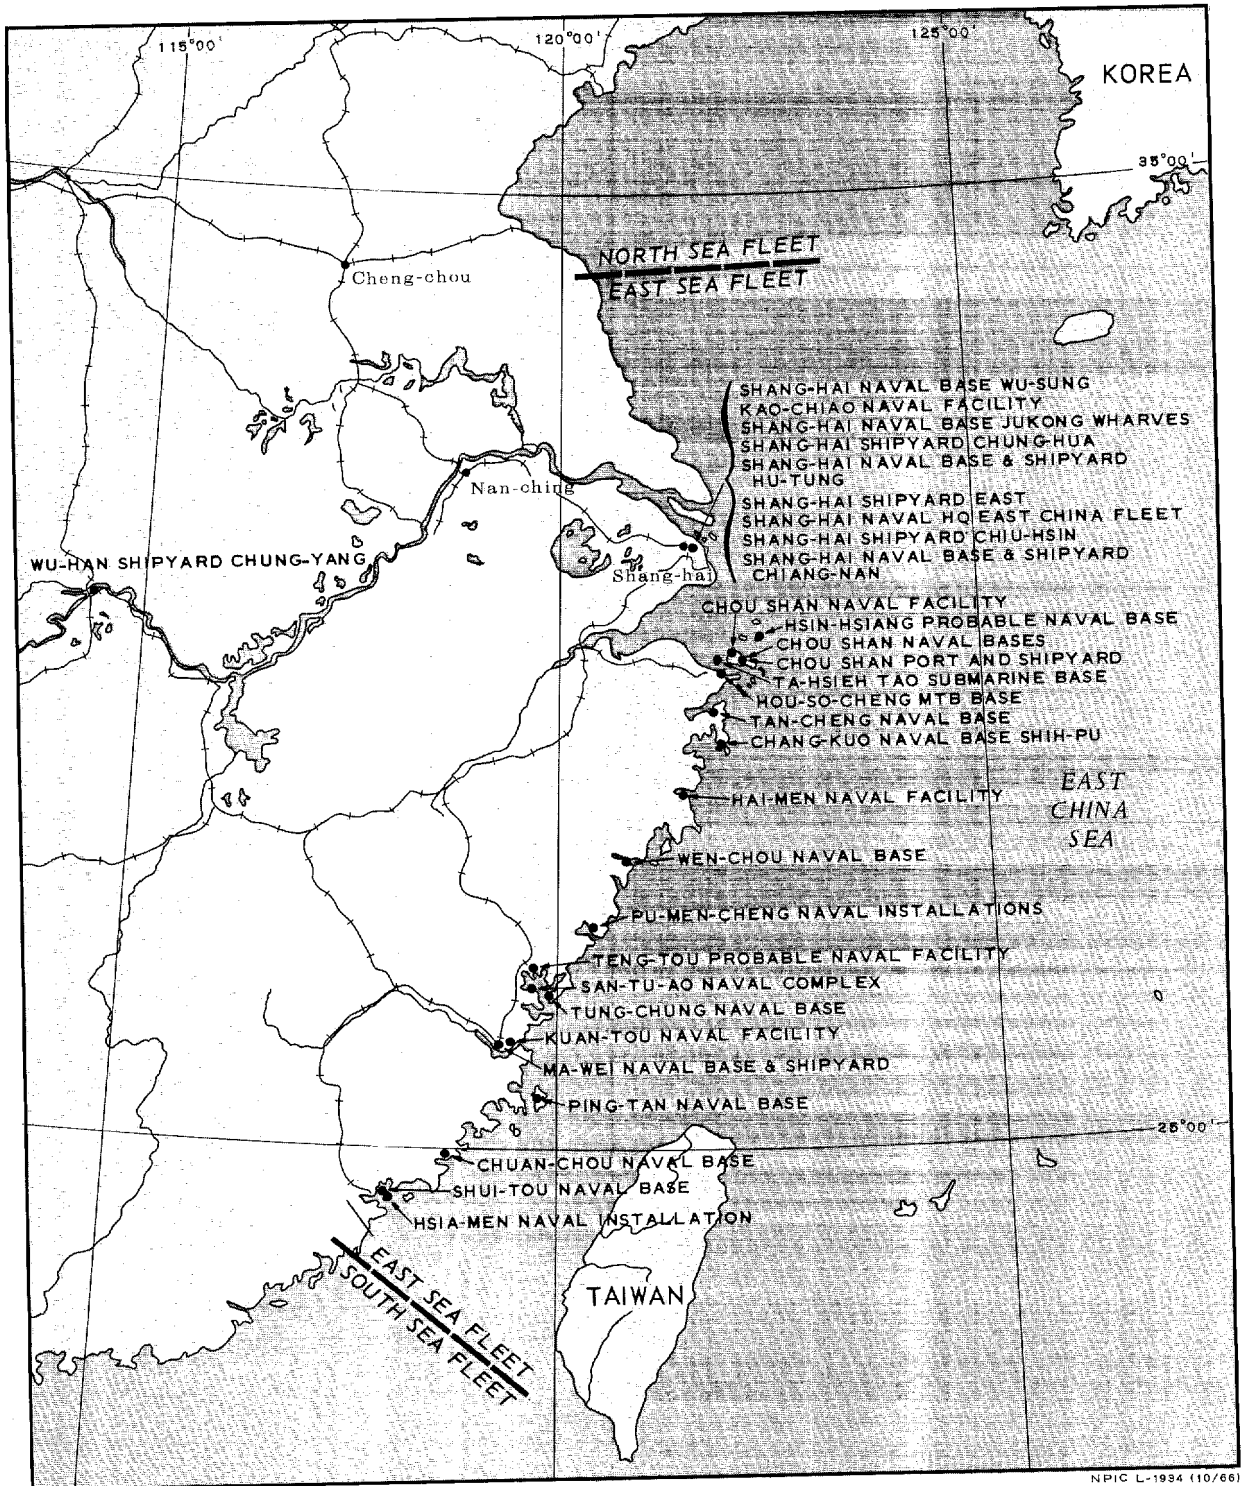 115°00'
120°00'
125°00'
KOREA
35°00'
NORTH SEA FLEET
EAST SEA FLEET
Cheng-chou
SHANG-HAI NAVAL BASE WU-SUNG
KAO-CHIAO NAVAL FACILITY
SHANG-HAI NAVAL BASE JUKONG WHARVES
SHANG-HAI SHIPYARD CHUNG-HUA
SHANG-HAI NAVAL BASE & SHIPYARD
HU-TUNG
SHANG-HAI SHIPYARD EAST
SHANG-HAI NAVAL HQ EAST CHINA FLEET
SHANG-HAI SHIPYARD CHIU-HSIN
SHANG-HAI NAVAL BASE & SHIPYARD
CHIANG-NAN
Nan-ching
WU-HAN SHIPYARD CHUNG-YANG
Shang-hai
CHOU SHAN NAVAL FACILITY
HSIN-HSIANG PROBABLE NAVAL BASE
CHOU SHAN NAVAL BASES
CHOU SHAN PORT AND SHIPYARD
TA-HSIEH TAO SUBMARINE BASE
HOU-SO-CHENG MTB BASE
TAN-CHENG NAVAL BASE
CHANG-KUO NAVAL BASE SHIH-PU
EAST
CHINA
SEA
HAI-MEN NAVAL FACILITY
WEN-CHOU NAVAL BASE
PU-MEN-CHENG NAVAL INSTALLATIONS
TENG-TOU PROBABLE NAVAL FACILITY
SAN-TU-AO NAVAL COMPLEX
TUNG-CHUNG NAVAL BASE
KUAN-TOU NAVAL FACILITY
MA-WEI NAVAL BASE & SHIPYARD
PING-TAN NAVAL BASE
25°00'
CHUAN-CHOU NAVAL BASE
SHUI-TOU NAVAL BASE
HSIA-MEN NAVAL INSTALLATION
EAST SEA FLEET
SOUTH SEA FLEET
TAIWAN
NPIC L-1934 (10/66)